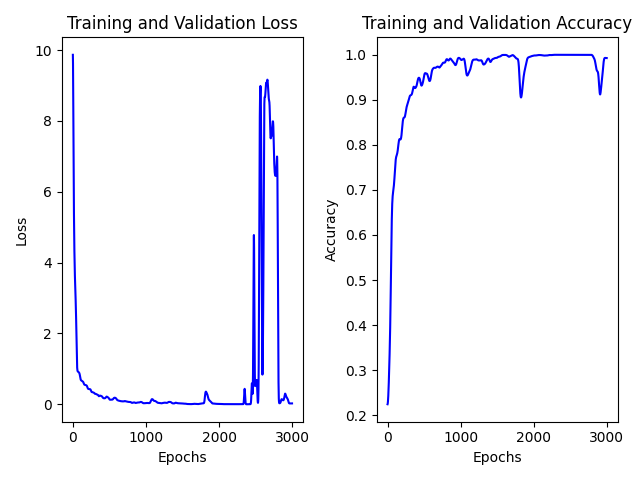 Training and Validation Loss
10
8
6
4
2
0
Loss
0 1000 2000 3000
Epochs
Training and Validation Accuracy
1.0
0.9
0.8
0.7
0.6
0.5
0.4
0.3
0.2
Accuracy
0 1000 2000 3000
Epochs